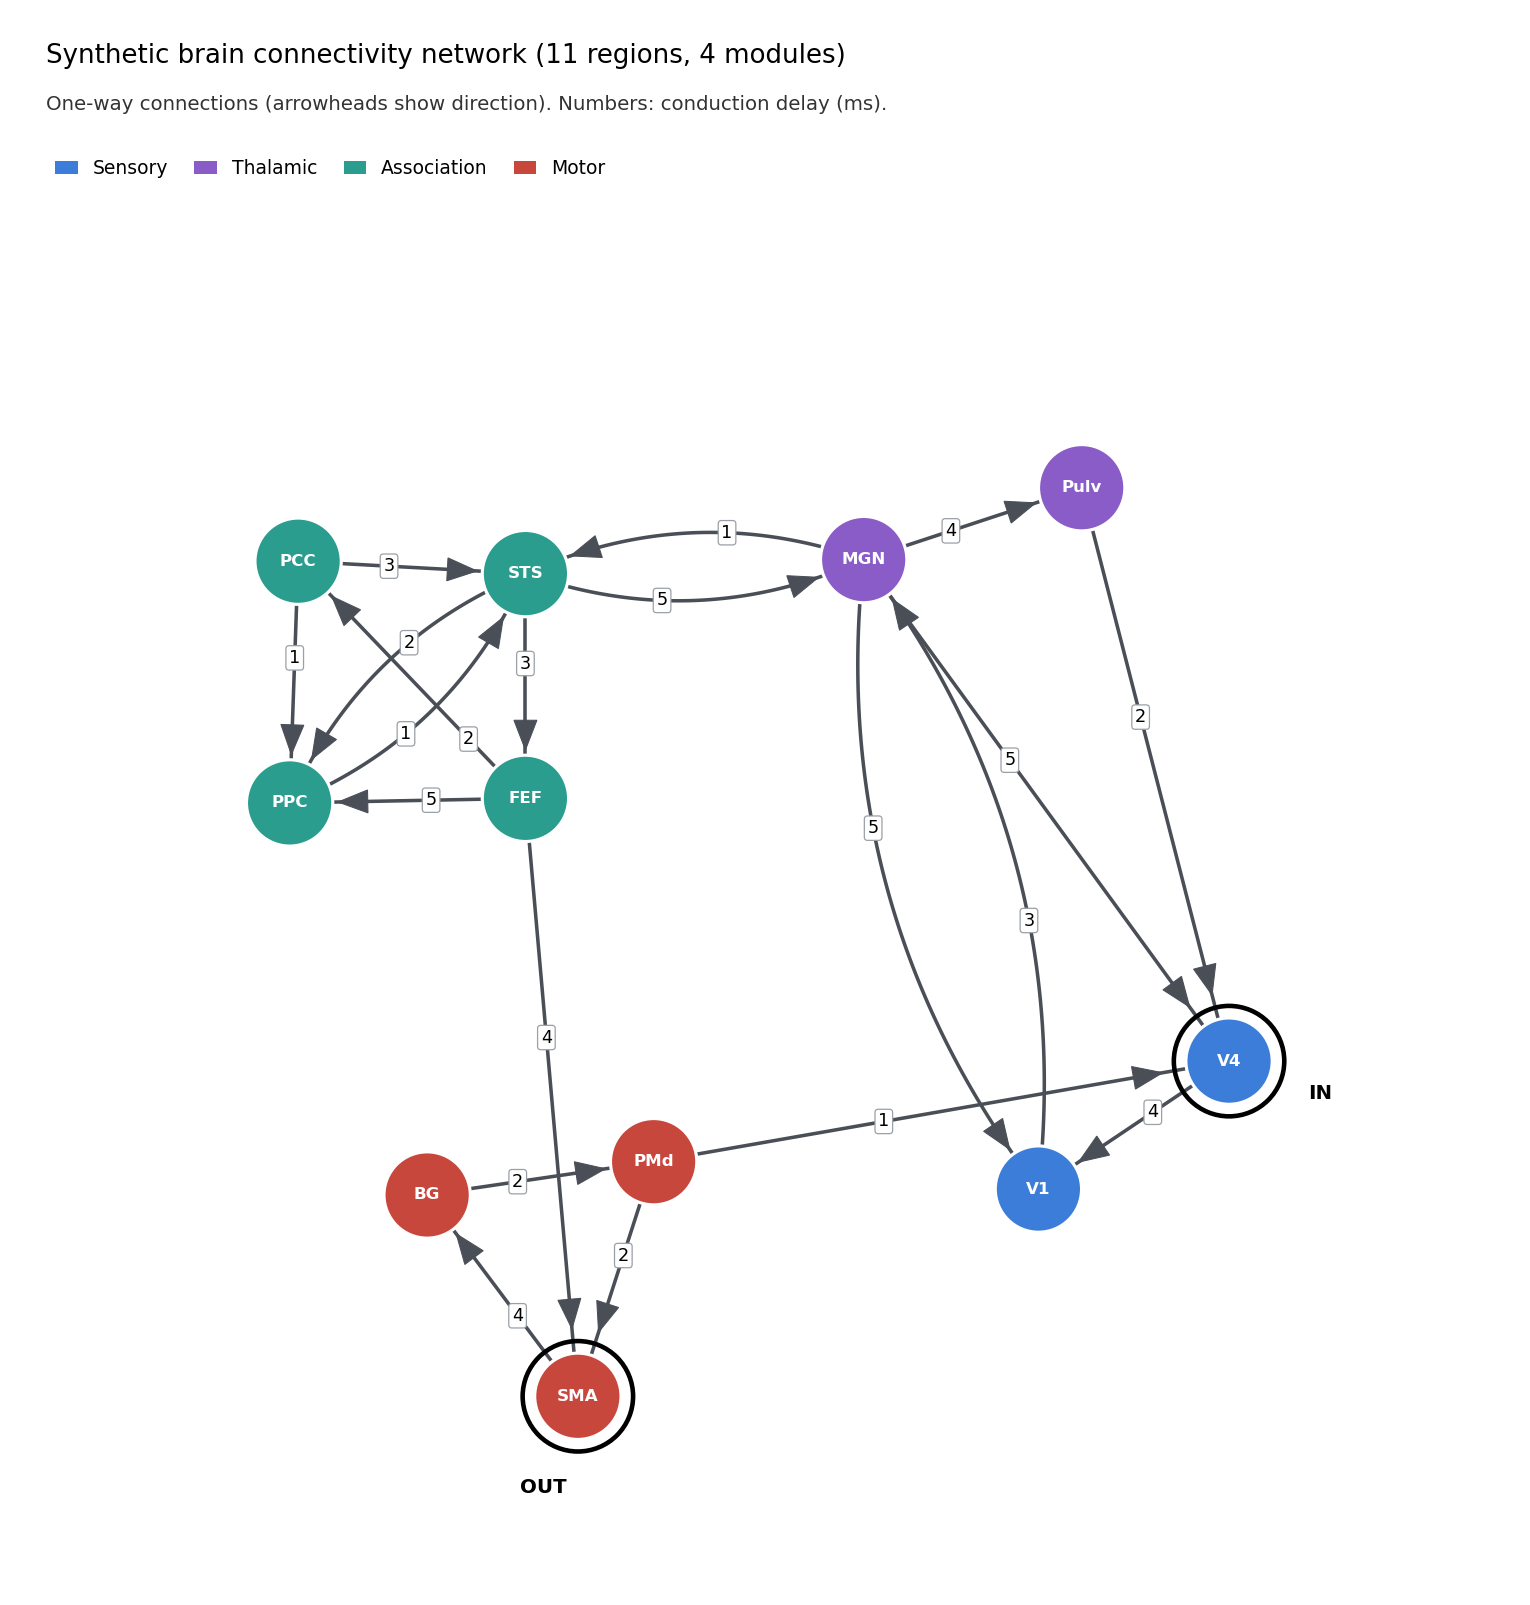 Synthetic brain connectivity network (11 regions, 4 modules)
One-way connections (arrowheads show direction). Numbers: conduction delay (ms).
Sensory Thalamic Association Motor
Pulv
4
1
PCC
3
STS
MGN
5
2
3
1
2
1
2
5
PPC
5
FEF
5
3
4
V4
IN
4
1
PMd
2
BG
V1
2
4
SMA
OUT